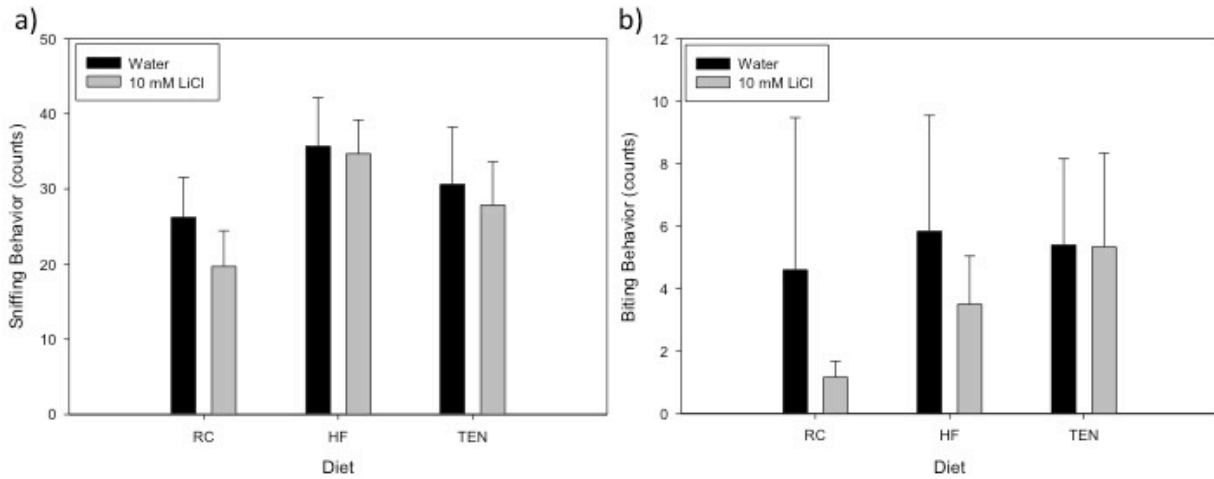 a)
Sniffing Behavior (counts)
50
40
30
20
10
0
Water
10 mM LiCl
RC HF TEN
Diet
b)
Biting Behavior (counts)
12
10
8
6
4
2
0
Water
10 mM LiCl
RC HF TEN
Diet